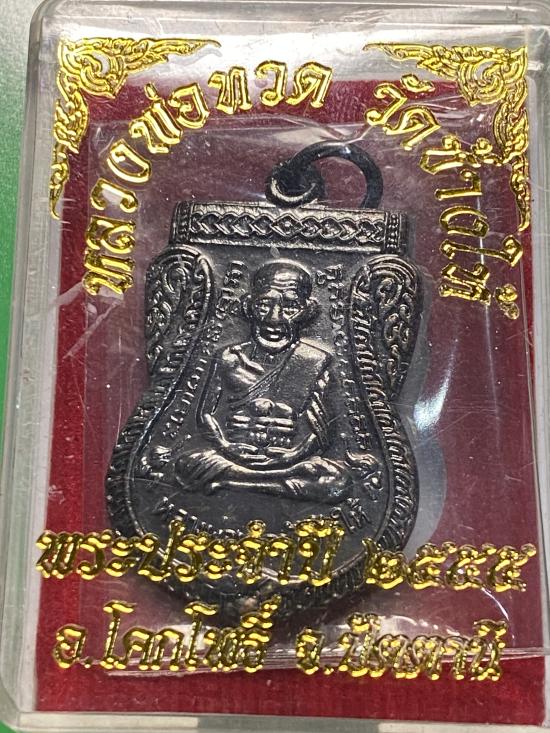 หลวงพ่อทวด วัดช้างให้
พระประจำปี ๒๕๕๕
อ.โคกโพธิ์ จ.ปัตตานี